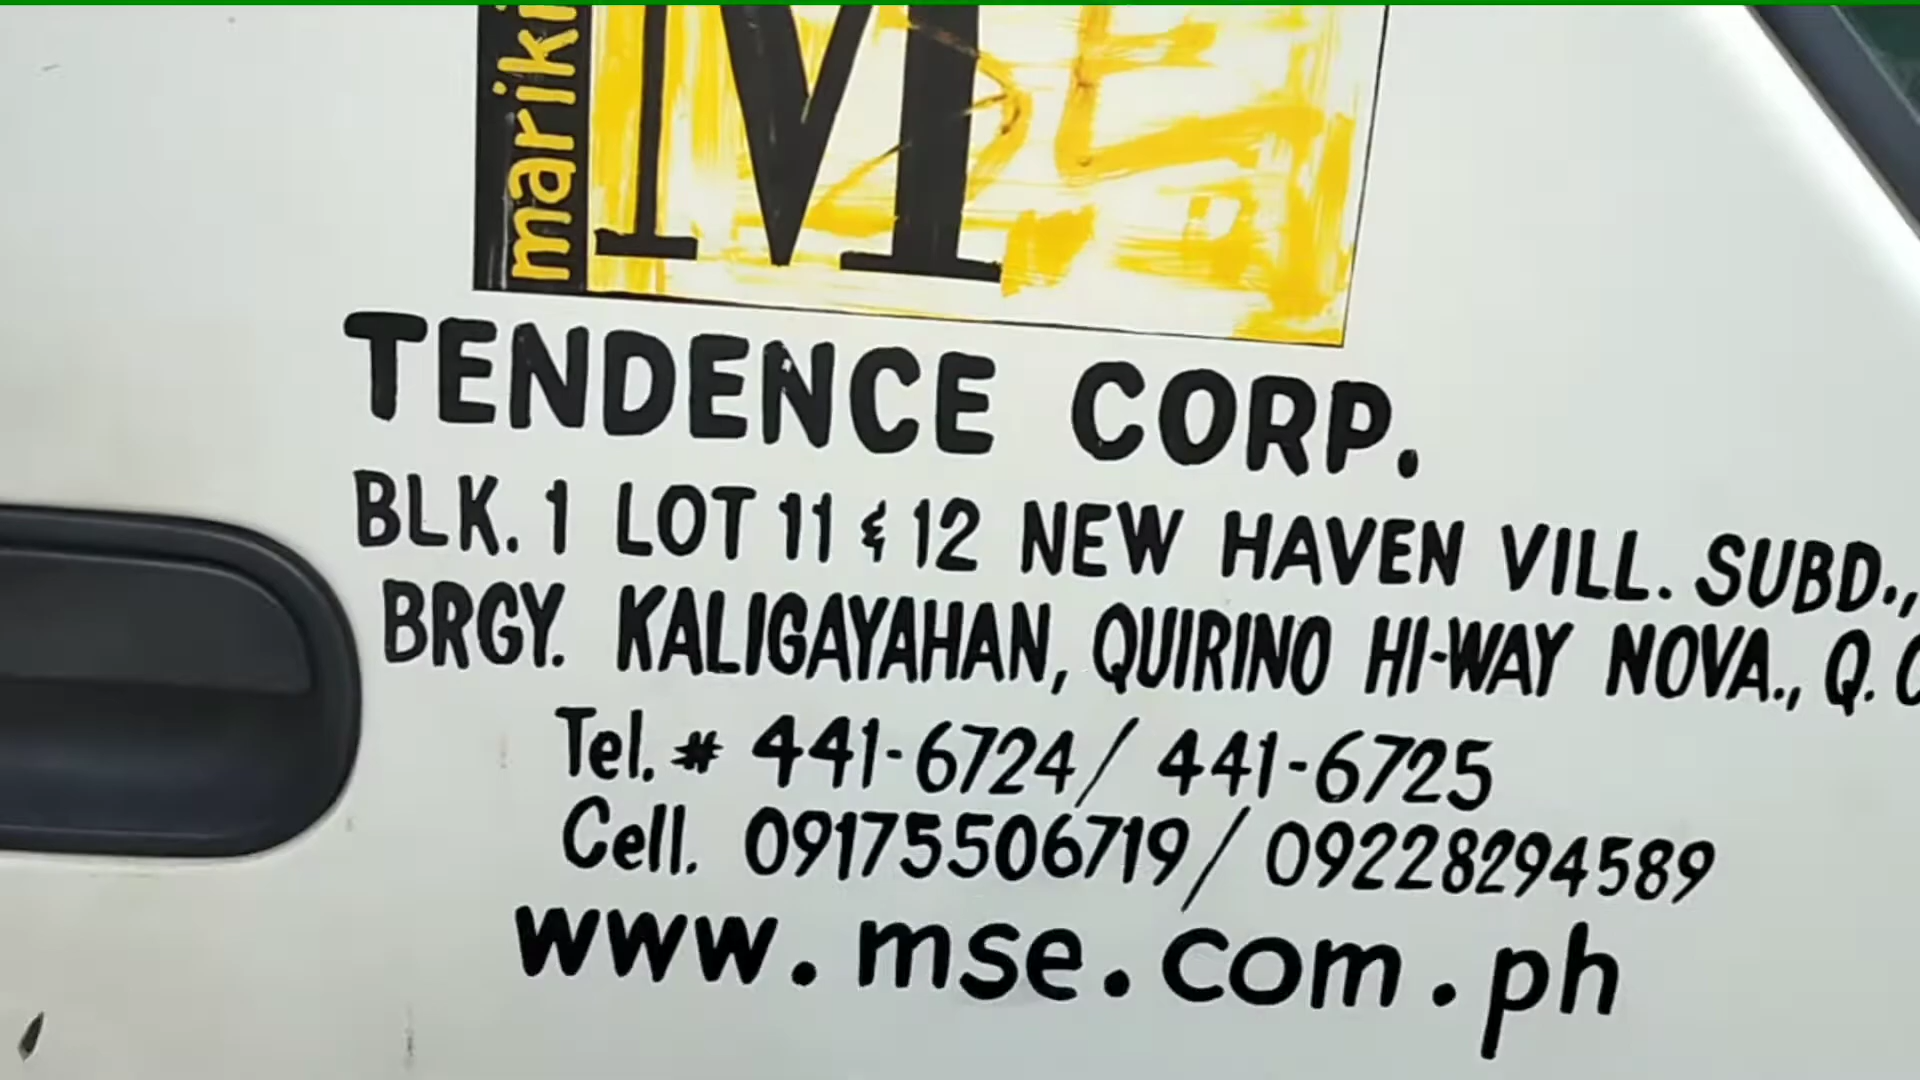 M
TENDENCE CORP.
BLK. 1 LOT 11 & 12 NEW HAVEN VILL. SUBD.,
BRGY. KALIGAYAHAN, QUIRINO HI-WAY NOVA., Q.
Tel. # 441-6724/ 441-6725
Cell. 09175506719/ 09228294589
www.mse.com.ph